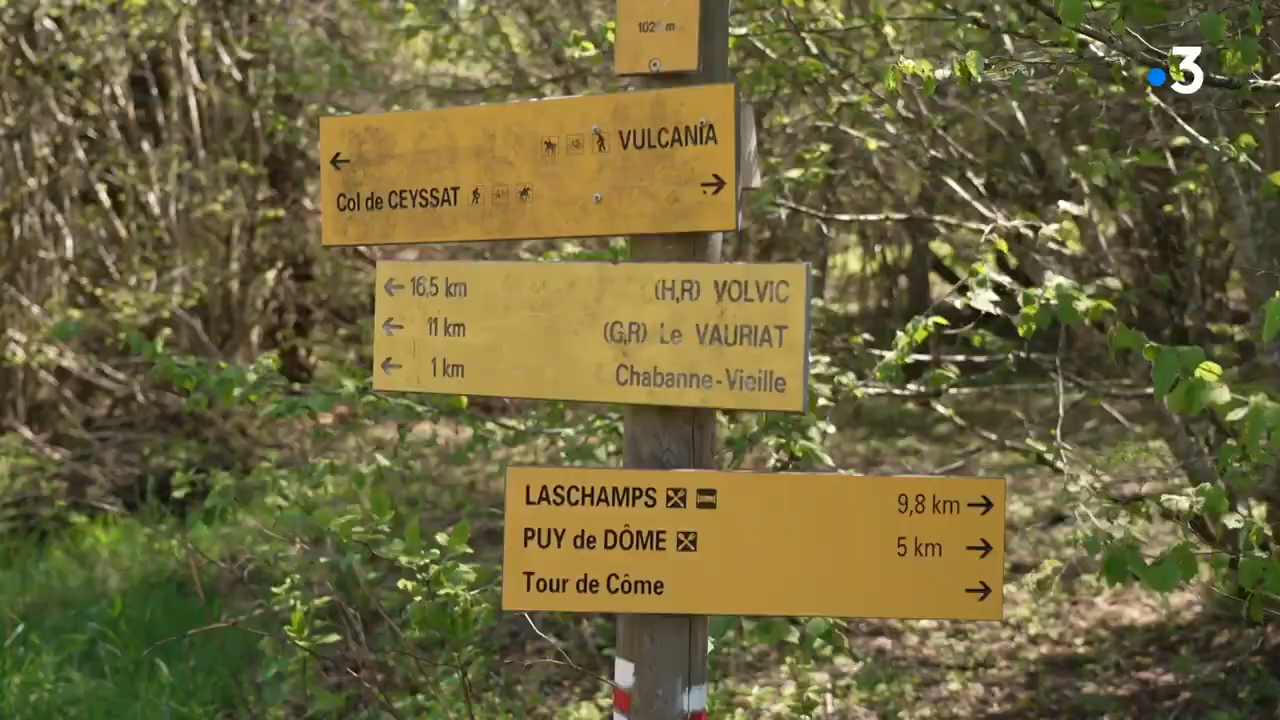 3
VULCANIA
←
→
Col de CEYSSAT
← 16,5 km (H,R) VOLVIC
← 11 km (G,R) Le VAURIAT
← 1 km Chabanne-Vieille
LASCHAMPS 9,8 km →
PUY de DÔME 5 km →
Tour de Côme →